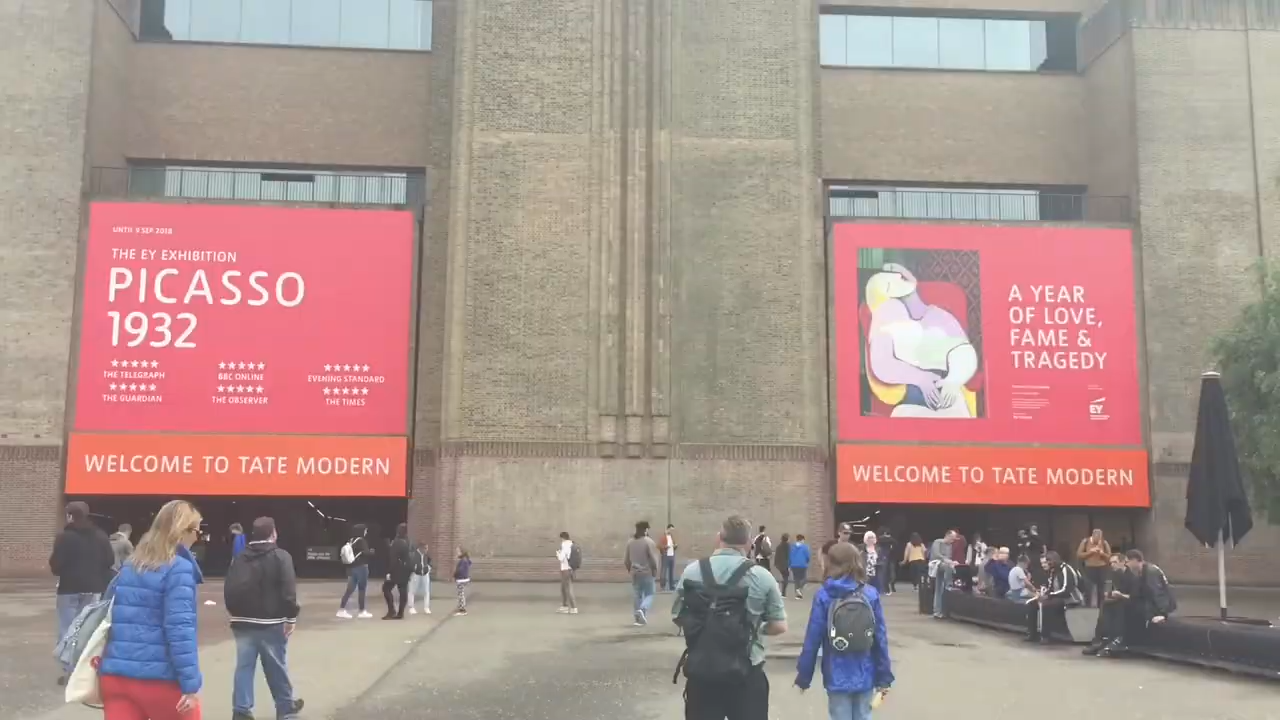 UNTIL 9 SEP 2018
THE EY EXHIBITION
PICASSO
1932
★★★★★ ★★★★★ ★★★★★
THE TELEGRAPH BBC ONLINE EVENING STANDARD
★★★★★ ★★★★★ ★★★★★
THE GUARDIAN THE OBSERVER THE TIMES
WELCOME TO TATE MODERN
A YEAR
OF LOVE,
FAME &
TRAGEDY
EY
WELCOME TO TATE MODERN